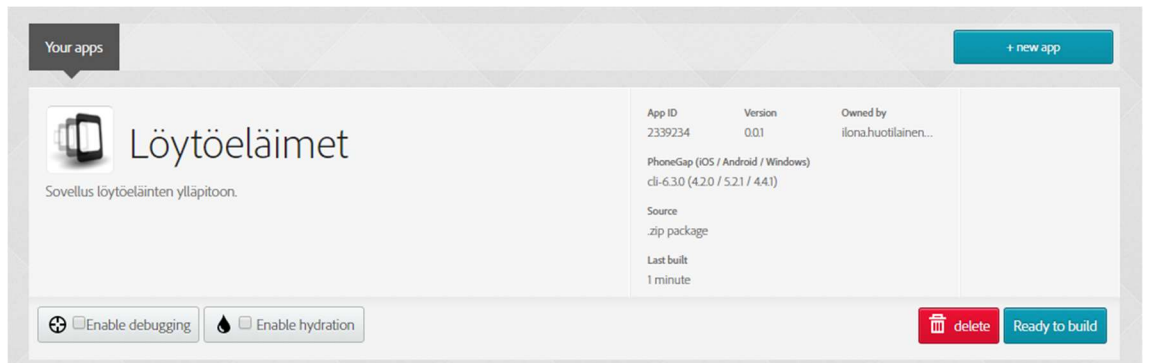 Your apps
+ new app
Löytöeläimet
Sovellus löytöeläinten ylläpitoon.
App ID Version Owned by
2339234 0.0.1 ilona.huotilainen...
PhoneGap (iOS / Android / Windows)
cli-6.3.0 (4.2.0 / 5.2.1 / 4.4.1)
Source
.zip package
Last built
1 minute
Enable debugging
Enable hydration
delete
Ready to build